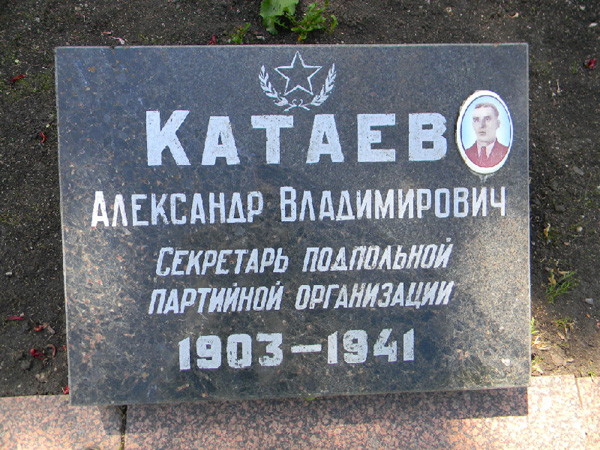 КАТАЕВ
АЛЕКСАНДР ВЛАДИМИРОВИЧ
СЕКРЕТАРЬ ПОДПОЛЬНОЙ
ПАРТИЙНОЙ ОРГАНИЗАЦИИ
1903—1941